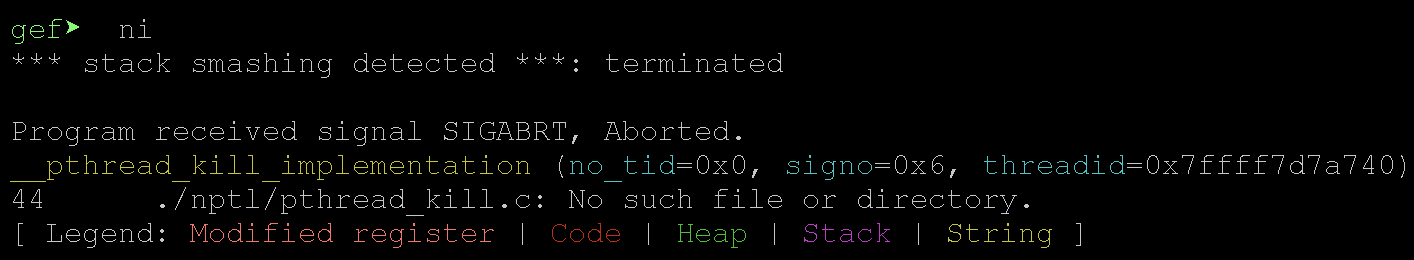 gef➤  ni
*** stack smashing detected ***: terminated
Program received signal SIGABRT, Aborted.
__pthread_kill_implementation (no_tid=0x0, signo=0x6, threadid=0x7ffff7d7a740)
44      ./nptl/pthread_kill.c: No such file or directory.
[ Legend: Modified register | Code | Heap | Stack | String ]